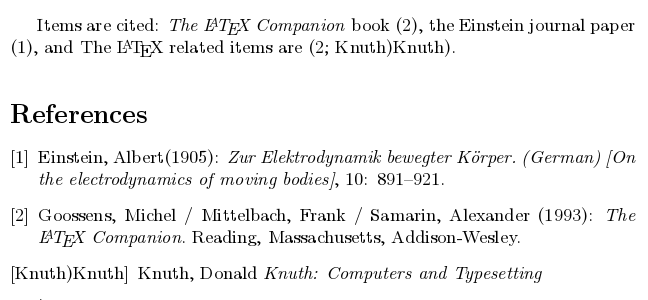 Items are cited: The LATEX Companion book (2), the Einstein journal paper
(1), and The LATEX related items are (2; Knuth)Knuth).
References
[1] Einstein, Albert(1905): Zur Elektrodynamik bewegter Körper. (German) [On
the electrodynamics of moving bodies], 10: 891–921.
[2] Goossens, Michel / Mittelbach, Frank / Samarin, Alexander (1993): The
LATEX Companion. Reading, Massachusetts, Addison-Wesley.
[Knuth)Knuth] Knuth, Donald Knuth: Computers and Typesetting